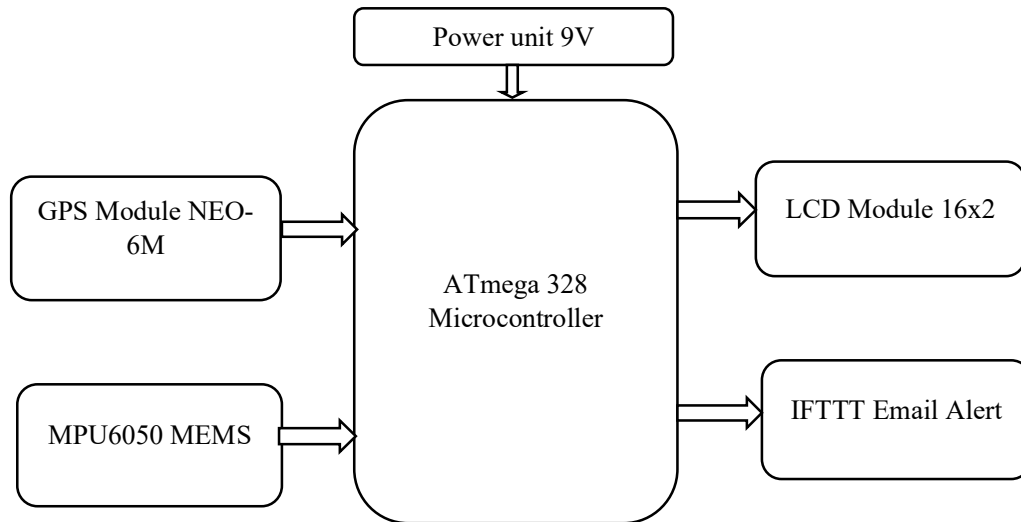 Power unit 9V
GPS Module NEO-
6M
LCD Module 16x2
ATmega 328
Microcontroller
MPU6050 MEMS
IFTTT Email Alert